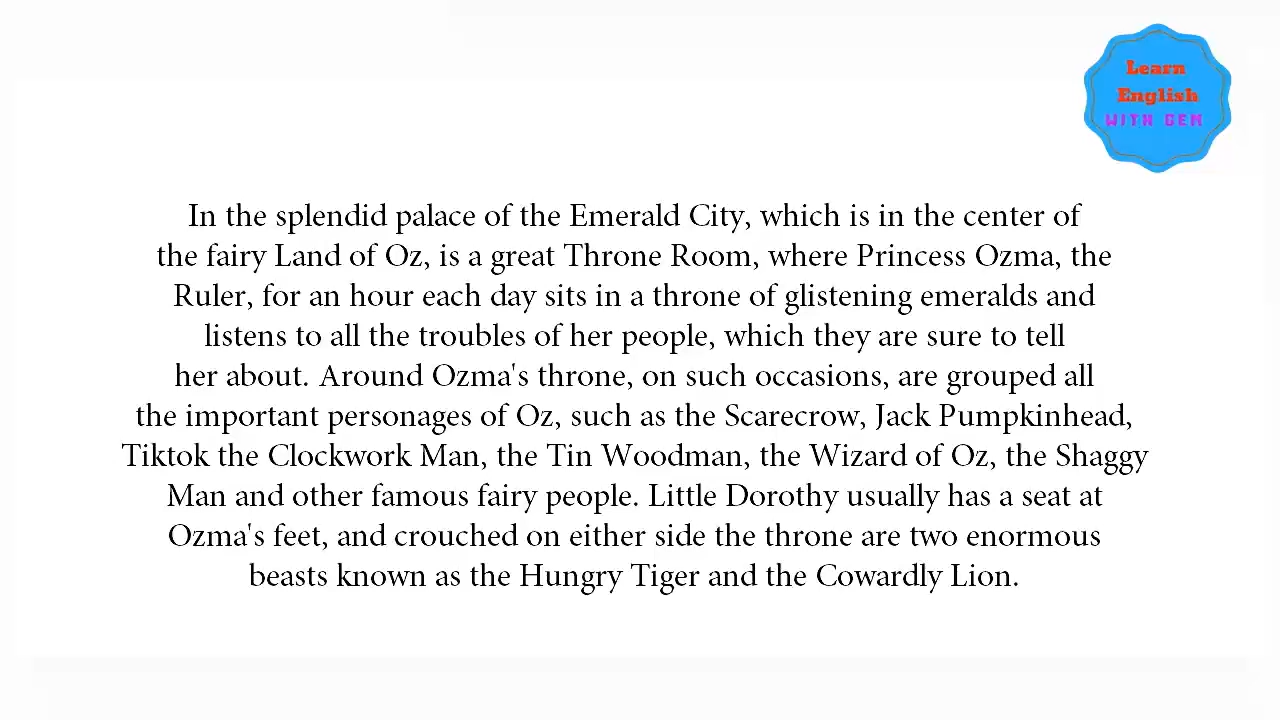 Learn
English
WITH GEM
In the splendid palace of the Emerald City, which is in the center of
the fairy Land of Oz, is a great Throne Room, where Princess Ozma, the
Ruler, for an hour each day sits in a throne of glistening emeralds and
listens to all the troubles of her people, which they are sure to tell
her about. Around Ozma's throne, on such occasions, are grouped all
the important personages of Oz, such as the Scarecrow, Jack Pumpkinhead,
Tiktok the Clockwork Man, the Tin Woodman, the Wizard of Oz, the Shaggy
Man and other famous fairy people. Little Dorothy usually has a seat at
Ozma's feet, and crouched on either side the throne are two enormous
beasts known as the Hungry Tiger and the Cowardly Lion.